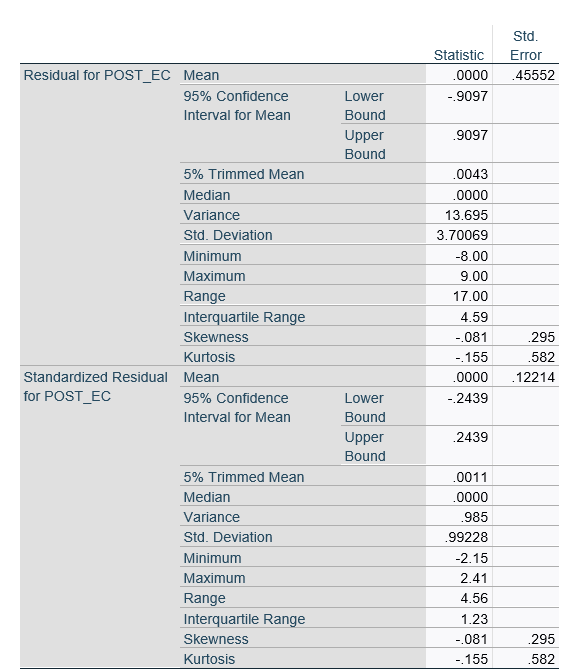 Statistic Std. Error
Residual for POST_EC Mean .0000 .45552
95% Confidence Interval for Mean Lower Bound -.9097
Upper Bound .9097
5% Trimmed Mean .0043
Median .0000
Variance 13.695
Std. Deviation 3.70069
Minimum -8.00
Maximum 9.00
Range 17.00
Interquartile Range 4.59
Skewness -.081 .295
Kurtosis -.155 .582
Standardized Residual for POST_EC Mean .0000 .12214
95% Confidence Interval for Mean Lower Bound -.2439
Upper Bound .2439
5% Trimmed Mean .0011
Median .0000
Variance .985
Std. Deviation .99228
Minimum -2.15
Maximum 2.41
Range 4.56
Interquartile Range 1.23
Skewness -.081 .295
Kurtosis -.155 .582